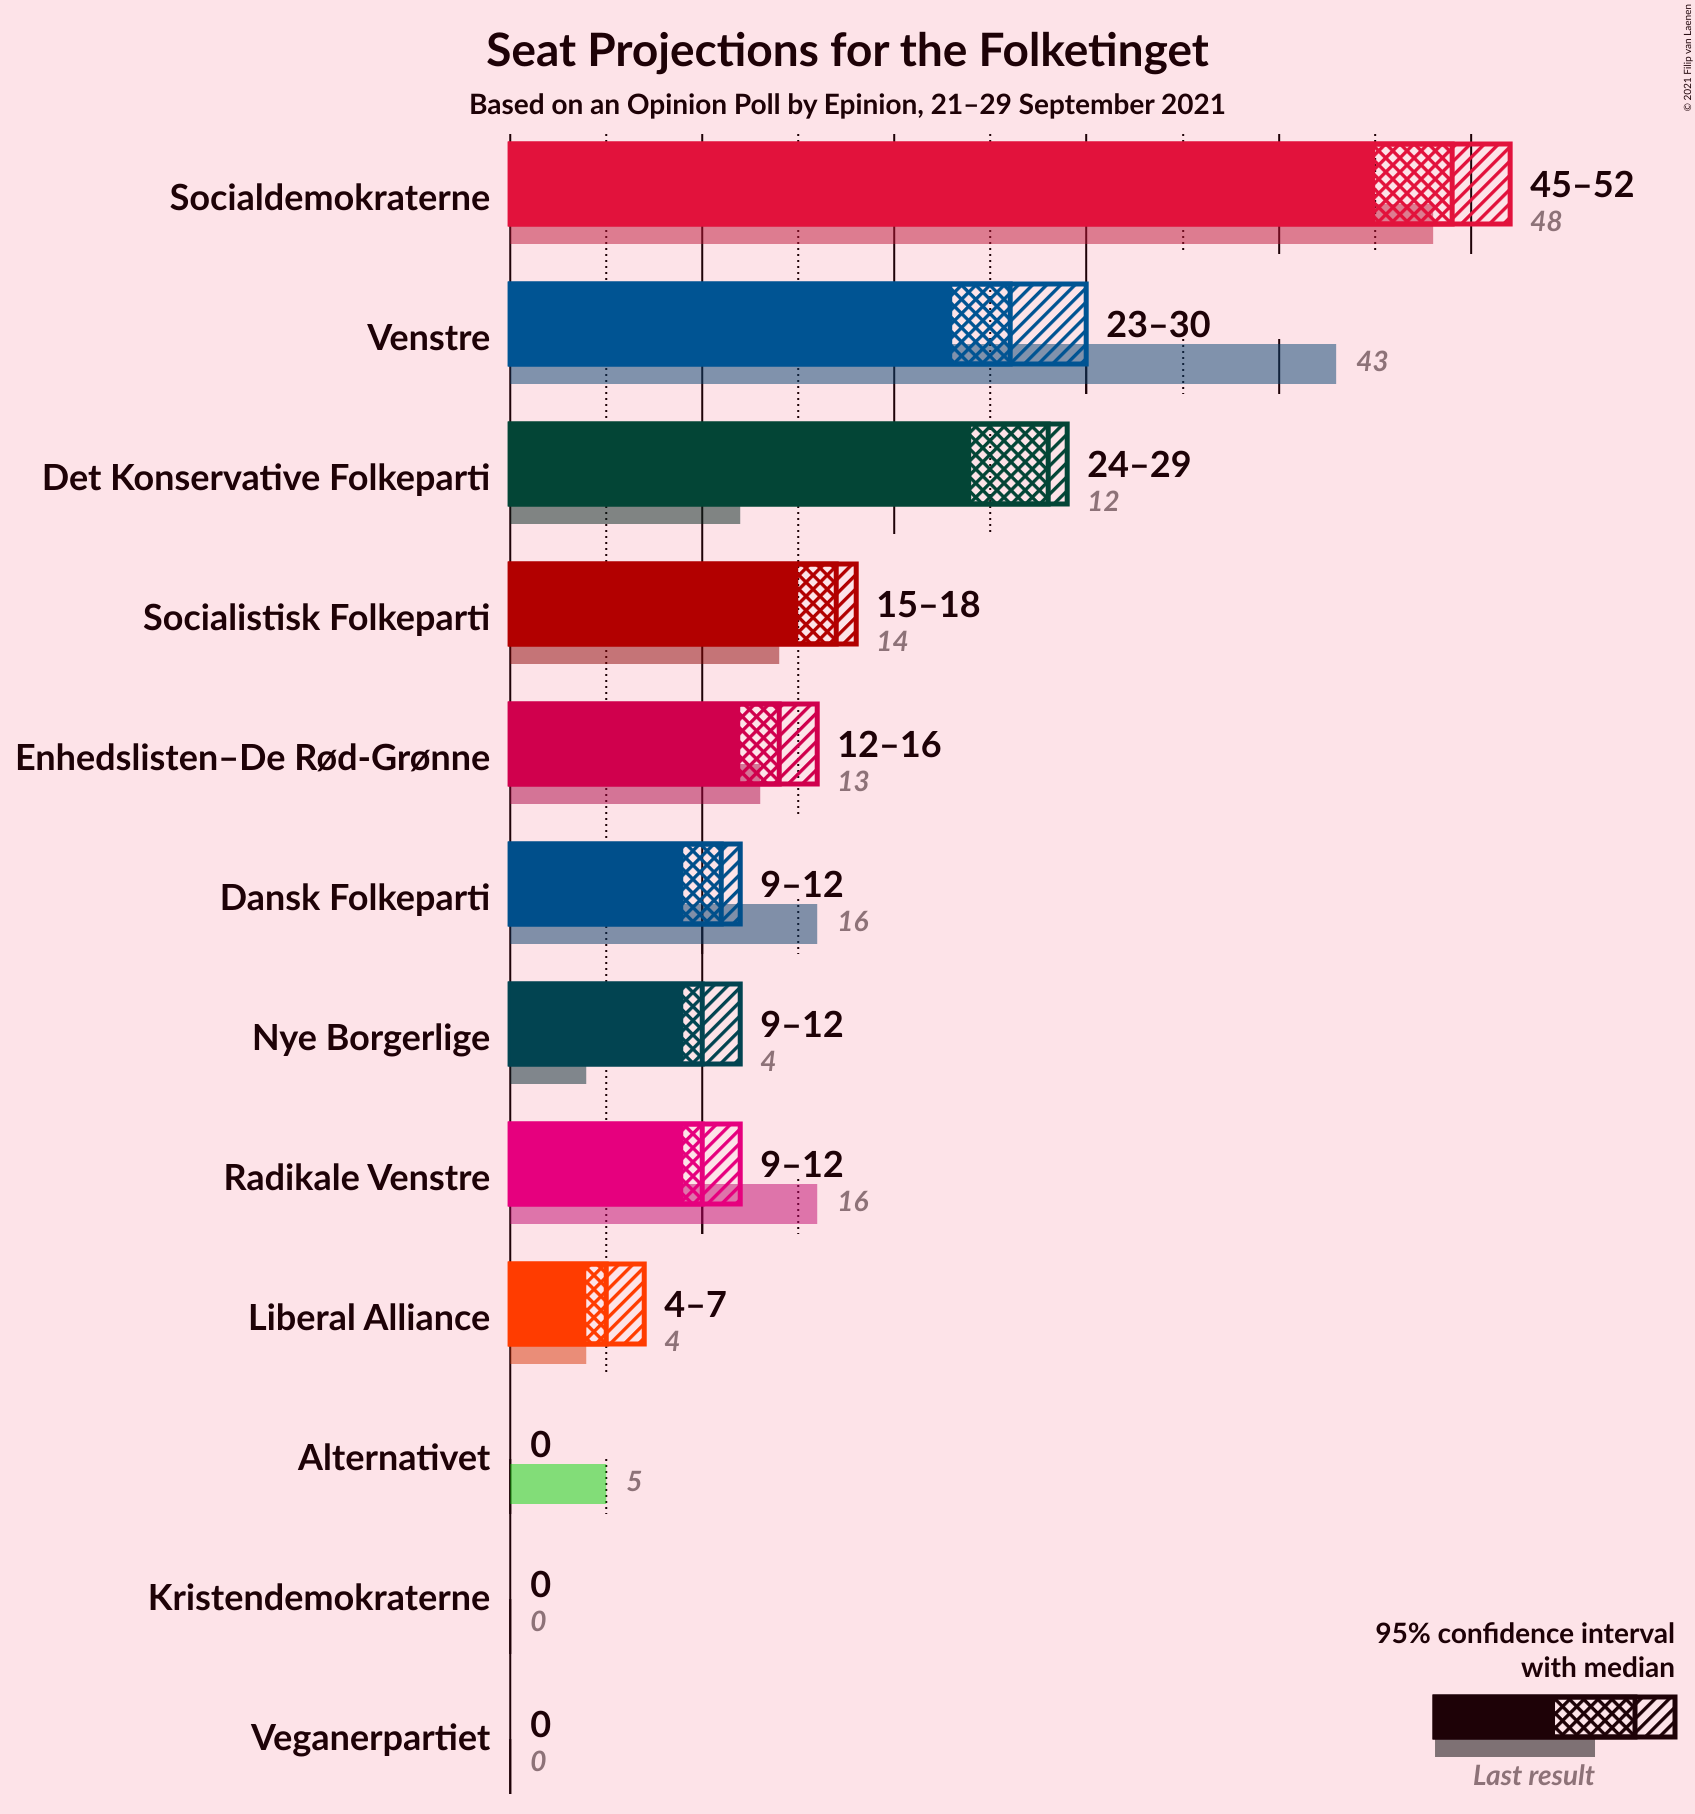 Seat Projections for the Folketinget
Based on an Opinion Poll by Epinion, 21–29 September 2021
© 2021 Filip van Laenen
Socialdemokraterne
45–52
48
Venstre
23–30
43
Det Konservative Folkeparti
24–29
12
Socialistisk Folkeparti
15–18
14
Enhedslisten–De Rød-Grønne
12–16
13
Dansk Folkeparti
9–12
16
Nye Borgerlige
9–12
4
Radikale Venstre
9–12
16
Liberal Alliance
4–7
4
Alternativet
0
5
Kristendemokraterne
0
0
Veganerpartiet
0
0
95% confidence interval
with median
Last result